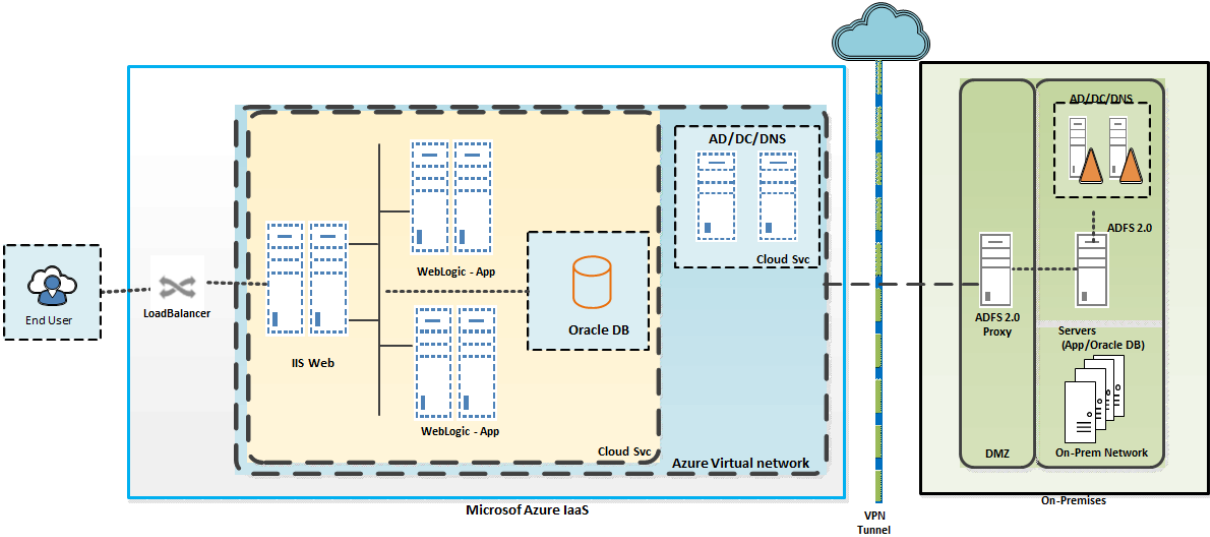 End User
LoadBalancer
IIS Web
WebLogic - App
WebLogic - App
Oracle DB
Cloud Svc
AD/DC/DNS
Cloud Svc
Azure Virtual network
Microsof Azure IaaS
VPN
Tunnel
ADFS 2.0
Proxy
DMZ
AD/DC/DNS
ADFS 2.0
Servers
(App/Oracle DB)
On-Prem Network
On-Premises